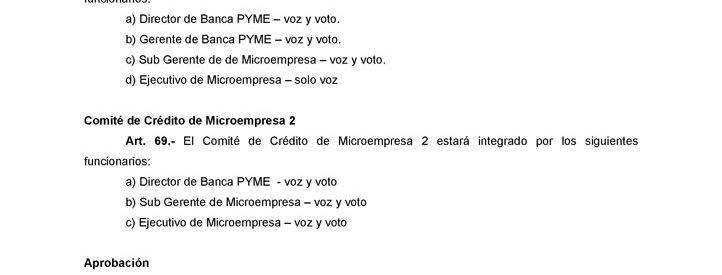 a) Director de Banca PYME – voz y voto.
b) Gerente de Banca PYME – voz y voto.
c) Sub Gerente de de Microempresa – voz y voto.
d) Ejecutivo de Microempresa – solo voz
Comité de Crédito de Microempresa 2
Art. 69.- El Comité de Crédito de Microempresa 2 estará integrado por los siguientes
funcionarios:
a) Director de Banca PYME - voz y voto
b) Sub Gerente de Microempresa – voz y voto
c) Ejecutivo de Microempresa – voz y voto
Aprobación